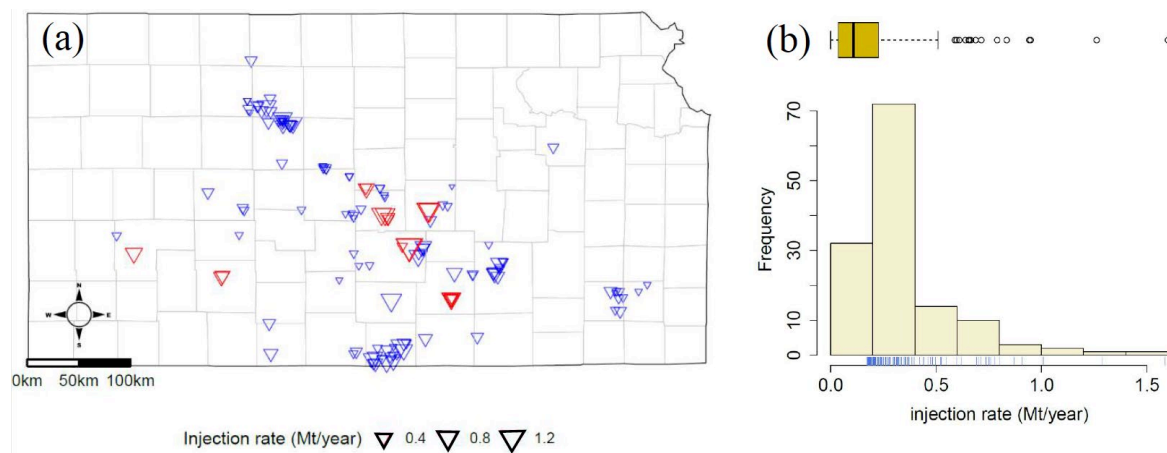 (a)
N
W E
S
0km 50km 100km
Injection rate (Mt/year) 0.4 0.8 1.2
(b)
70
50
30
10
0
Frequency
0.0 0.5 1.0 1.5
injection rate (Mt/year)